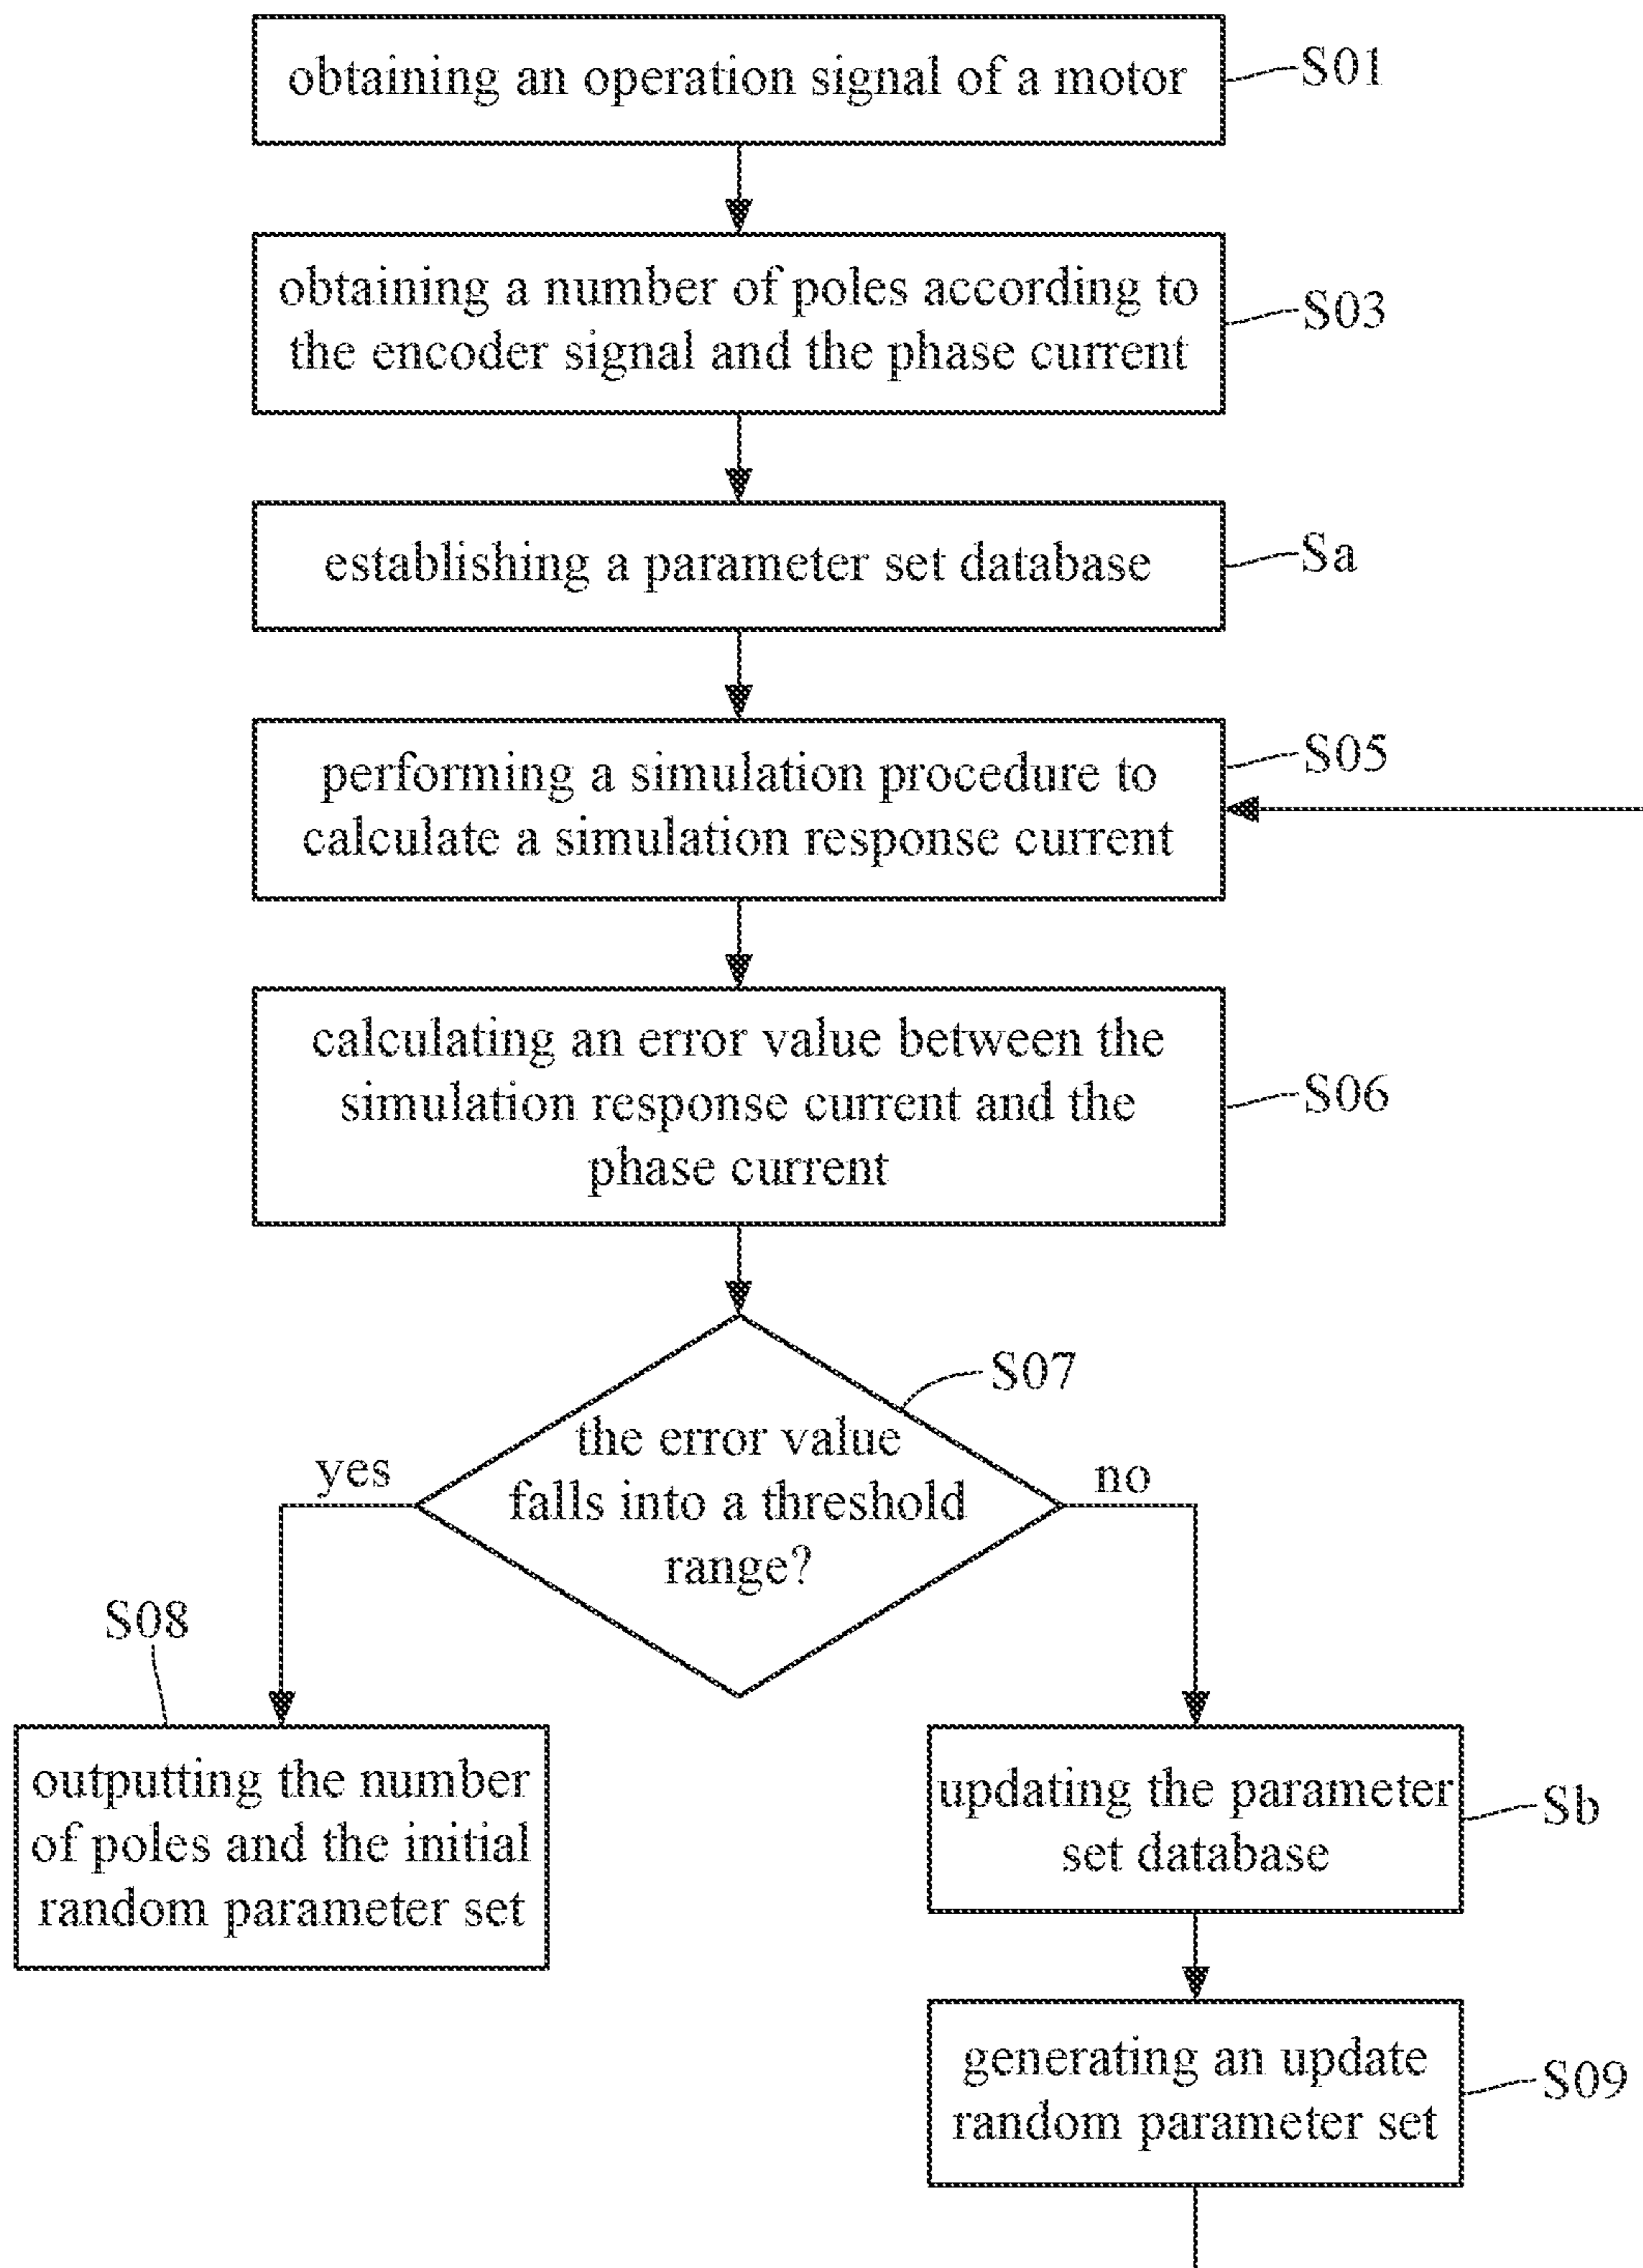 obtaining an operation signal of a motor
S01
obtaining a number of poles according to
the encoder signal and the phase current
S03
establishing a parameter set database
Sa
performing a simulation procedure to
calculate a simulation response current
S05
calculating an error value between the
simulation response current and the
phase current
S06
the error value
falls into a threshold
range?
S07
yes
no
S08
outputting the number
of poles and the initial
random parameter set
updating the parameter
set database
Sb
generating an update
random parameter set
S09